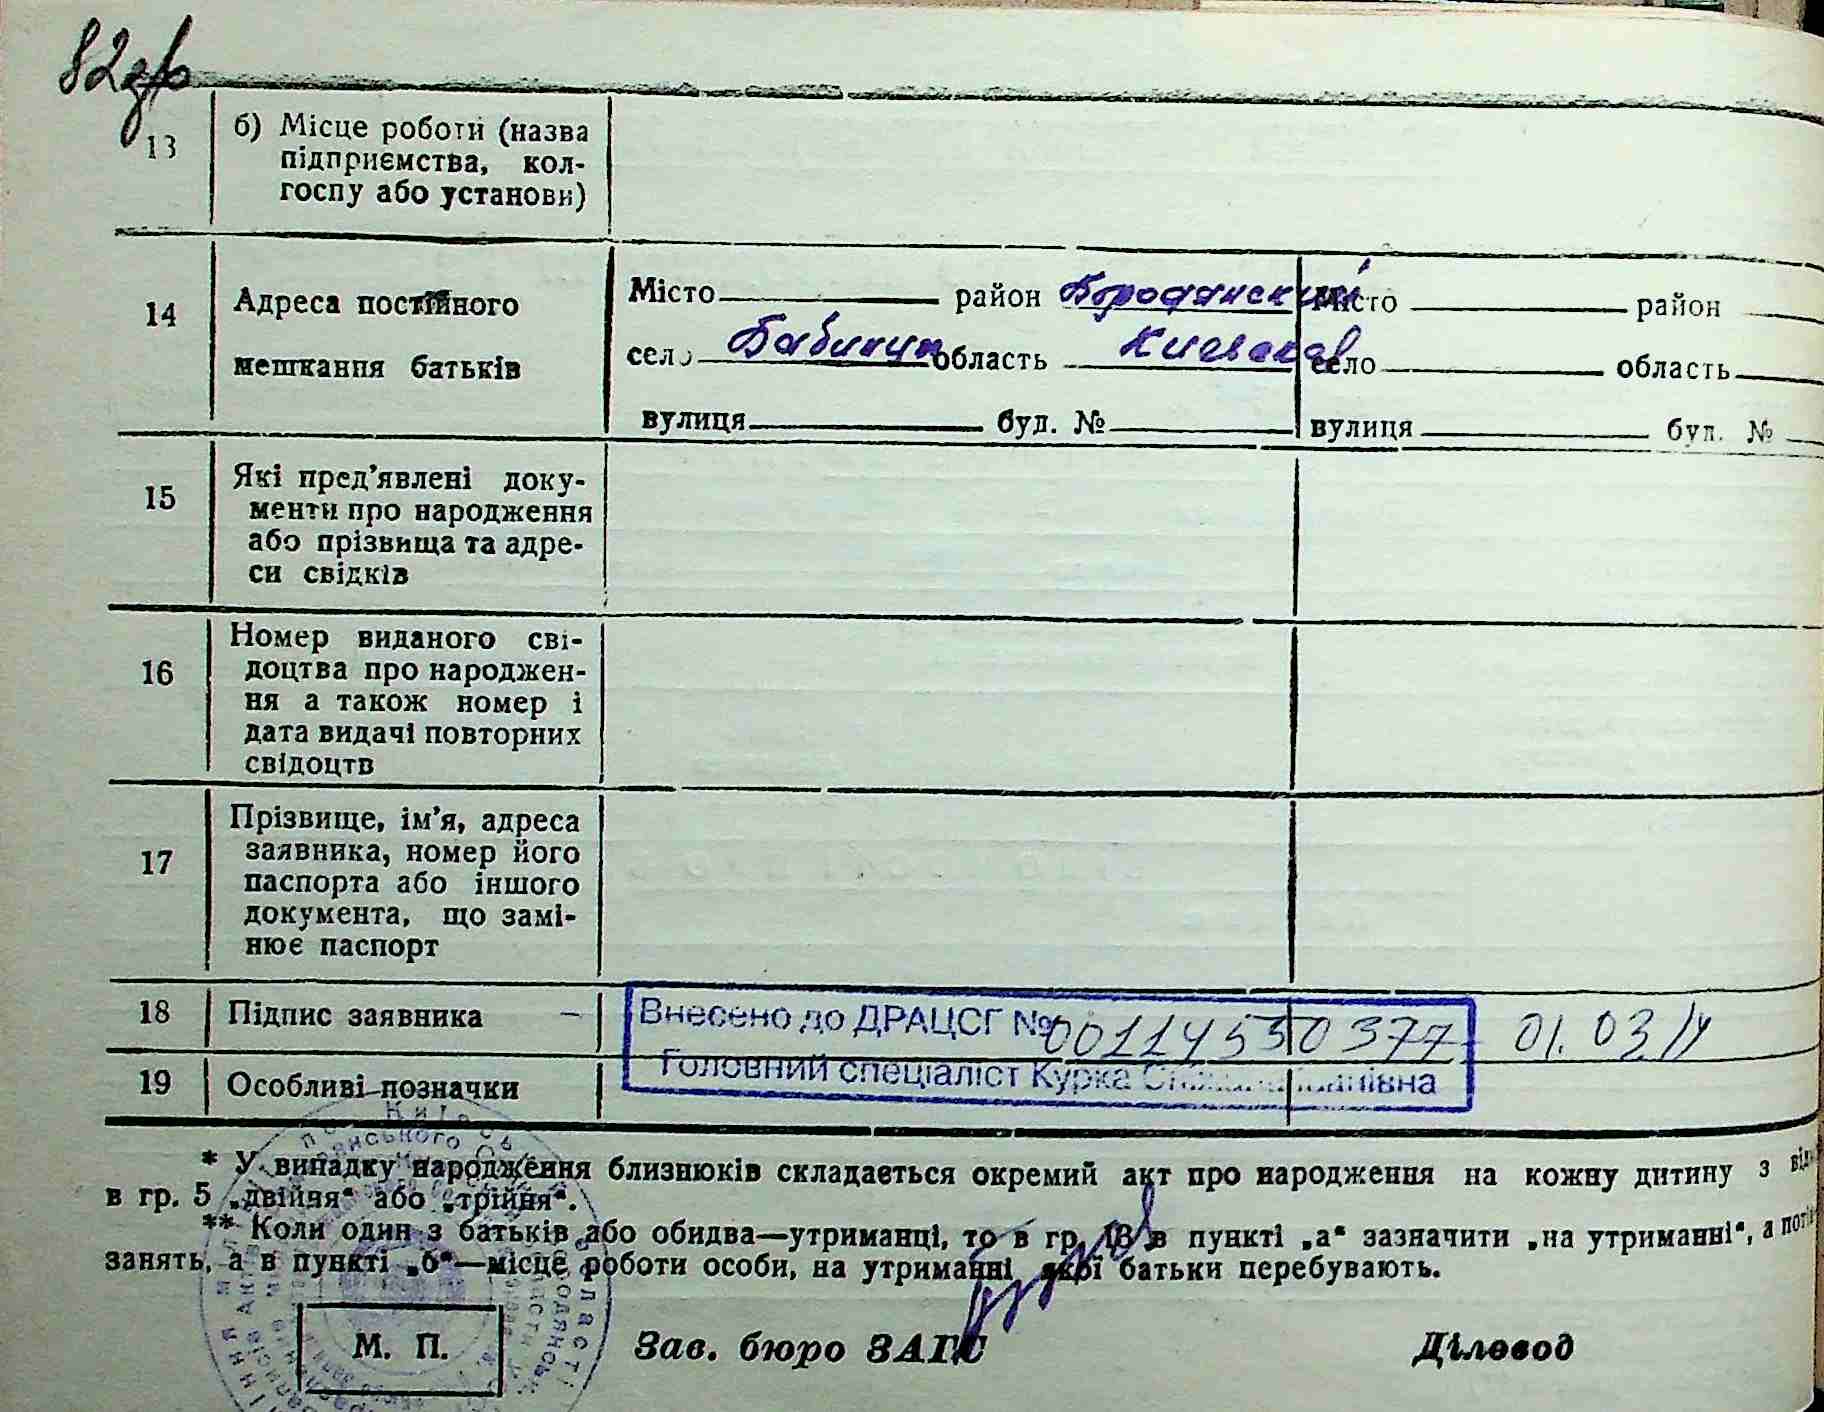 82
13 б) Місце роботи (назва
підприємства, кол-
госпу або установи)
14 Адреса постійного
мешкання батьків
Місто район Бородянский
село Бабинцы область Киевская
вулиця буд. №
Місто район
село область
вулиця буд. №
15 Які пред’явлені доку-
менти про народження
або прізвища та адре-
си свідків
16 Номер виданого сві-
доцтва про народжен-
ня а також номер і
дата видачі повторних
свідоцтв
17 Прізвище, ім’я, адреса
заявника, номер його
паспорта або іншого
документа, що замі-
нює паспорт
18 Підпис заявника –
Внесено до ДРАЦСГ № 00114530377 01.03.11
Головний спеціаліст Курка
19 Особливі позначки
* У випадку народження близнюків складається окремий акт про народження на кожну дитину з
в гр. 5 „двійня“ або „трійня“.
** Коли один з батьків або обидва—утриманці, то в гр. 13 в пункті „а“ зазначити „на утриманні“, а
занять, а в пункті „б“—місце роботи особи, на утриманні якої батьки перебувають.
М. П.
Зав. бюро ЗАГС
Діловод